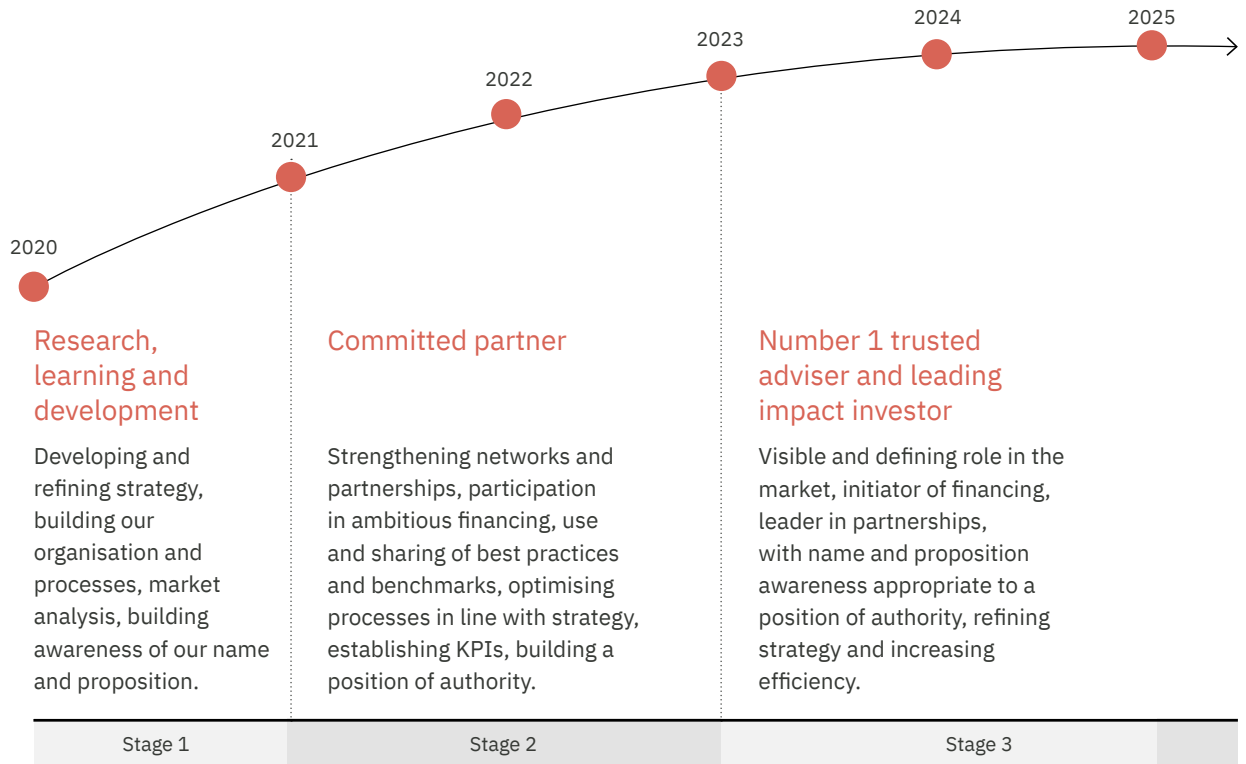 2020
2021
2022
2023
2024
2025
Research,
learning and
development
Developing and
refining strategy,
building our
organisation and
processes, market
analysis, building
awareness of our name
and proposition.
Committed partner
Strengthening networks and
partnerships, participation
in ambitious financing, use
and sharing of best practices
and benchmarks, optimising
processes in line with strategy,
establishing KPIs, building a
position of authority.
Number 1 trusted
adviser and leading
impact investor
Visible and defining role in the
market, initiator of financing,
leader in partnerships,
with name and proposition
awareness appropriate to a
position of authority, refining
strategy and increasing
efficiency.
Stage 1
Stage 2
Stage 3